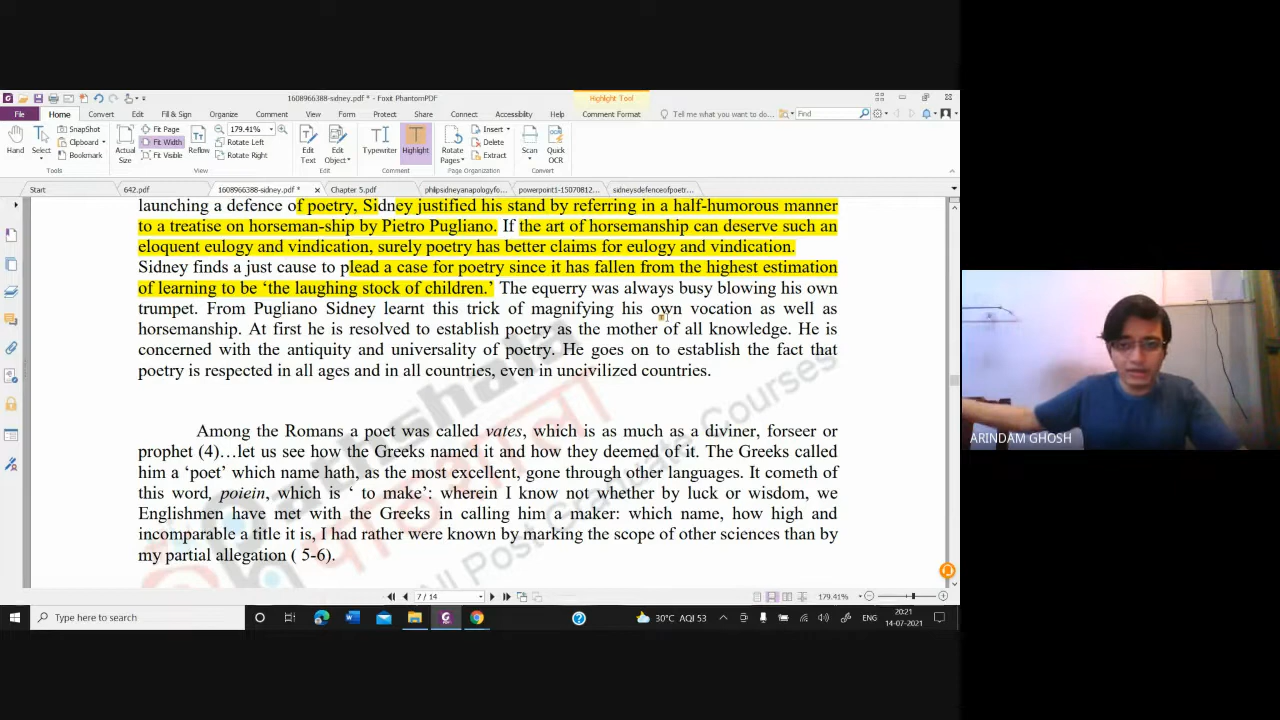 1608966388-sidney.pdf * - Foxit PhantomPDF
Highlight Tool
File Home Convert Edit Fill & Sign Organize Comment View Form Protect Share Connect Accessibility Help Comment Format Tell me what you want to do... Find
Hand
Select
SnapShot
Clipboard
Bookmark
Tools
Actual Size
Fit Page
Fit Width
Fit Visible
Reflow
179.41%
Rotate Left
Rotate Right
View
Edit Text
Edit Object
Edit
Typewriter
Highlight
Comment
Rotate Pages
Insert
Delete
Extract
Page Organization
Scan
Quick OCR
Convert
Start 642.pdf 1608966388-sidney.pdf * Chapter 5.pdf philipsidneyanapologyfo... powerpoint1-15070812... sidneysdefenceofpoetr...
launching a defence of poetry, Sidney justified his stand by referring in a half-humorous manner
to a treatise on horseman-ship by Pietro Pugliano. If the art of horsemanship can deserve such an
eloquent eulogy and vindication, surely poetry has better claims for eulogy and vindication.
Sidney finds a just cause to plead a case for poetry since it has fallen from the highest estimation
of learning to be ‘the laughing stock of children.’ The equerry was always busy blowing his own
trumpet. From Pugliano Sidney learnt this trick of magnifying his own vocation as well as
horsemanship. At first he is resolved to establish poetry as the mother of all knowledge. He is
concerned with the antiquity and universality of poetry. He goes on to establish the fact that
poetry is respected in all ages and in all countries, even in uncivilized countries.
Among the Romans a poet was called vates, which is as much as a diviner, forseer or
prophet (4)…let us see how the Greeks named it and how they deemed of it. The Greeks called
him a ‘poet’ which name hath, as the most excellent, gone through other languages. It cometh of
this word, poiein, which is ‘ to make’: wherein I know not whether by luck or wisdom, we
Englishmen have met with the Greeks in calling him a maker: which name, how high and
incomparable a title it is, I had rather were known by marking the scope of other sciences than by
my partial allegation ( 5-6).
pathshala
पाठशाला
All Post Graduate Courses
ARINDAM GHOSH
7 / 14
179.41%
Type here to search
30°C AQI 53
ENG
20:21
14-07-2021